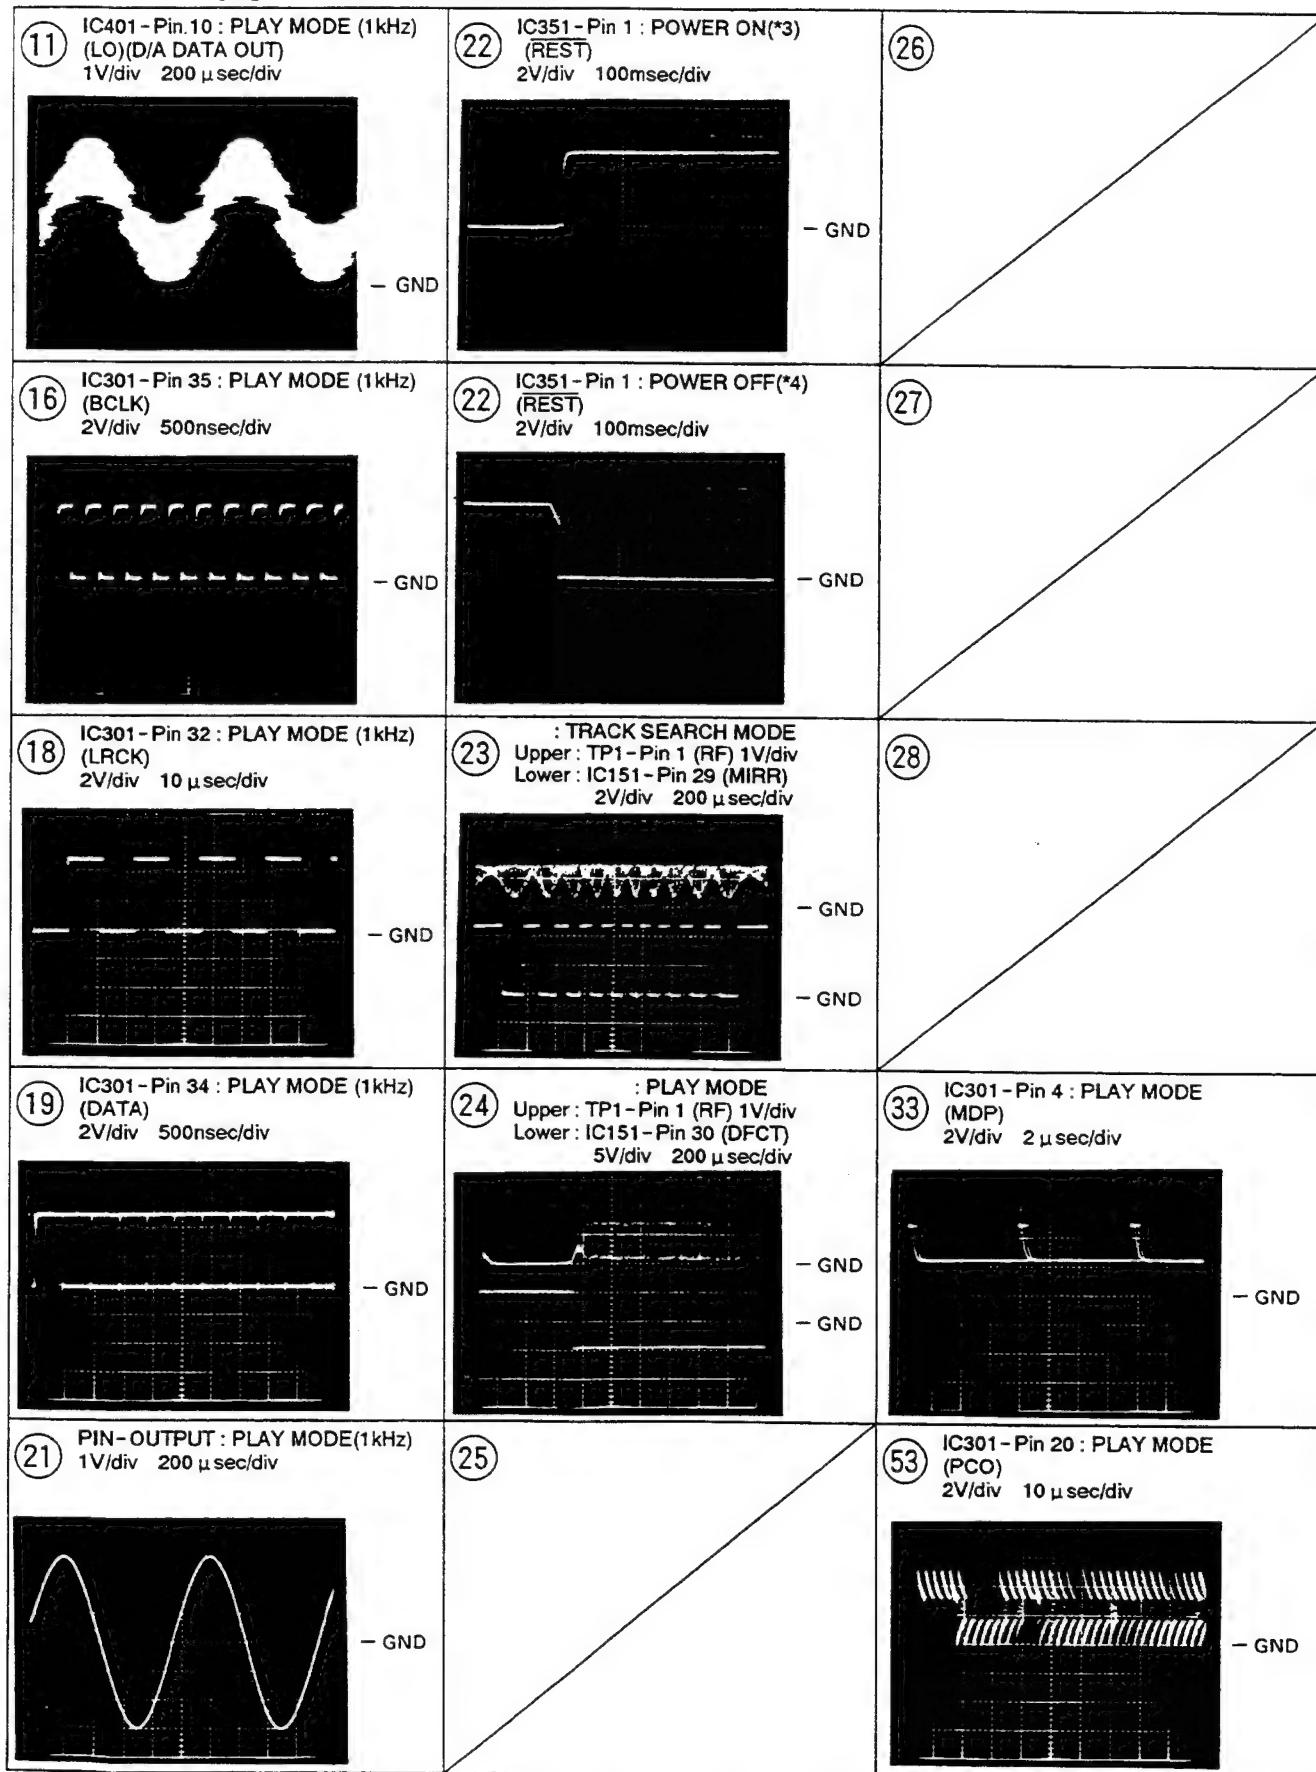 11
IC401-Pin.10 : PLAY MODE (1kHz)
(LO)(D/A DATA OUT)
1V/div 200 μsec/div
— GND
22
IC351-Pin 1 : POWER ON(*3)
(REST)
2V/div 100msec/div
— GND
26
16
IC301-Pin 35 : PLAY MODE (1kHz)
(BCLK)
2V/div 500nsec/div
— GND
22
IC351-Pin 1 : POWER OFF(*4)
(REST)
2V/div 100msec/div
— GND
27
18
IC301-Pin 32 : PLAY MODE (1kHz)
(LRCK)
2V/div 10 μsec/div
— GND
23
: TRACK SEARCH MODE
Upper : TP1-Pin 1 (RF) 1V/div
Lower : IC151-Pin 29 (MIRR)
2V/div 200 μsec/div
— GND
— GND
28
19
IC301-Pin 34 : PLAY MODE (1kHz)
(DATA)
2V/div 500nsec/div
— GND
24
: PLAY MODE
Upper : TP1-Pin 1 (RF) 1V/div
Lower : IC151-Pin 30 (DFCT)
5V/div 200 μsec/div
— GND
— GND
33
IC301-Pin 4 : PLAY MODE
(MDP)
2V/div 2 μsec/div
— GND
21
PIN-OUTPUT : PLAY MODE(1kHz)
1V/div 200 μsec/div
— GND
25
53
IC301-Pin 20 : PLAY MODE
(PCO)
2V/div 10 μsec/div
— GND